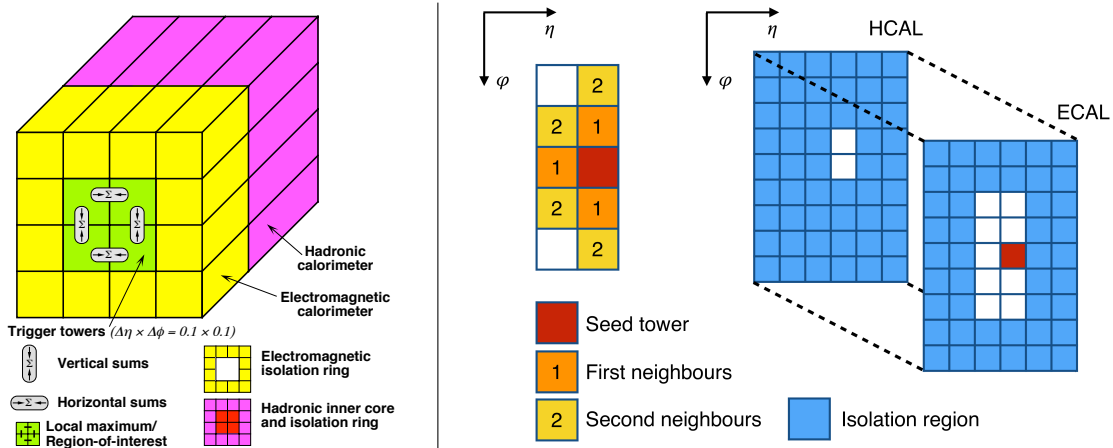 Σ
Σ
Σ
Σ
Hadronic
calorimeter
Electromagnetic
calorimeter
Trigger towers (Δη × Δϕ = 0.1 × 0.1)
Σ
Vertical sums
Σ
Horizontal sums
Local maximum/
Region-of-interest
Electromagnetic
isolation ring
Hadronic inner core
and isolation ring
η
φ
2
2
1
1
2
1
2
Seed tower
1
First neighbours
2
Second neighbours
η
φ
HCAL
ECAL
Isolation region